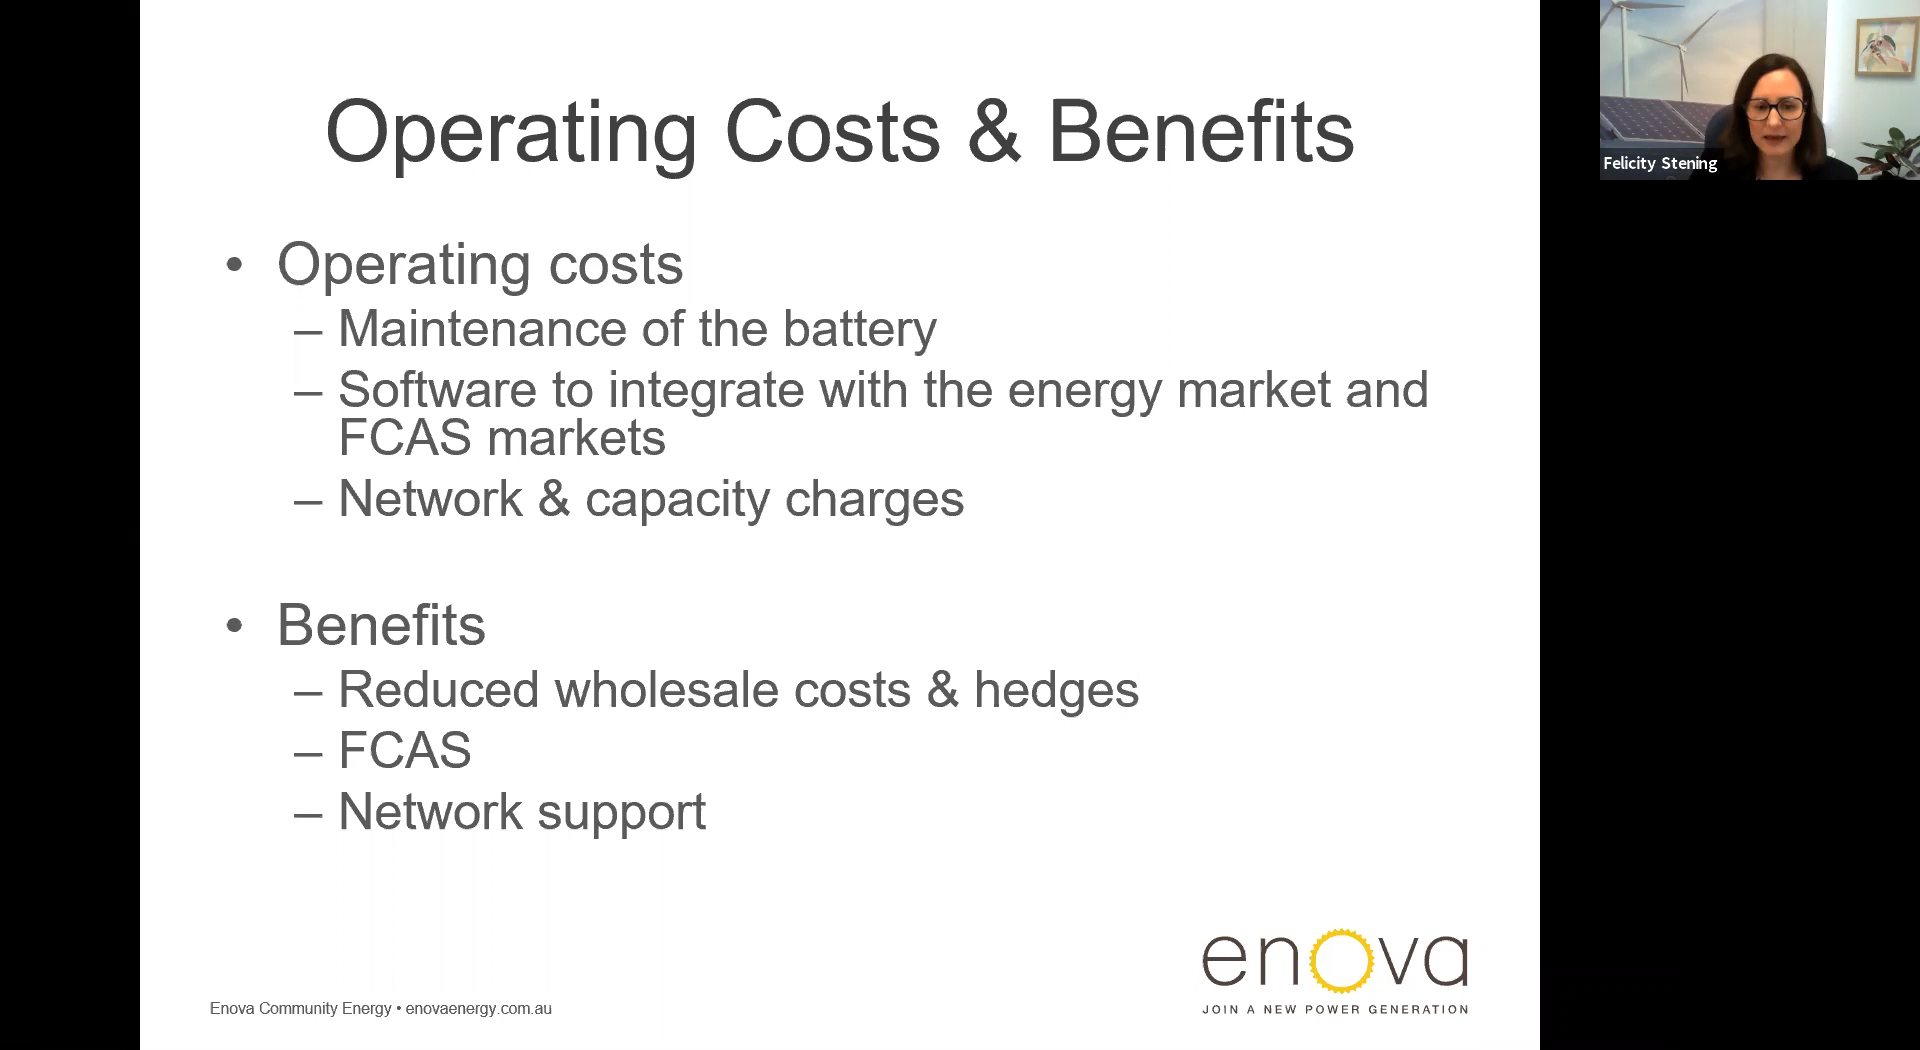 Operating Costs & Benefits
• Operating costs
– Maintenance of the battery
– Software to integrate with the energy market and
FCAS markets
– Network & capacity charges
• Benefits
– Reduced wholesale costs & hedges
– FCAS
– Network support
enova
JOIN A NEW POWER GENERATION
Enova Community Energy • enovaenergy.com.au
Felicity Stening